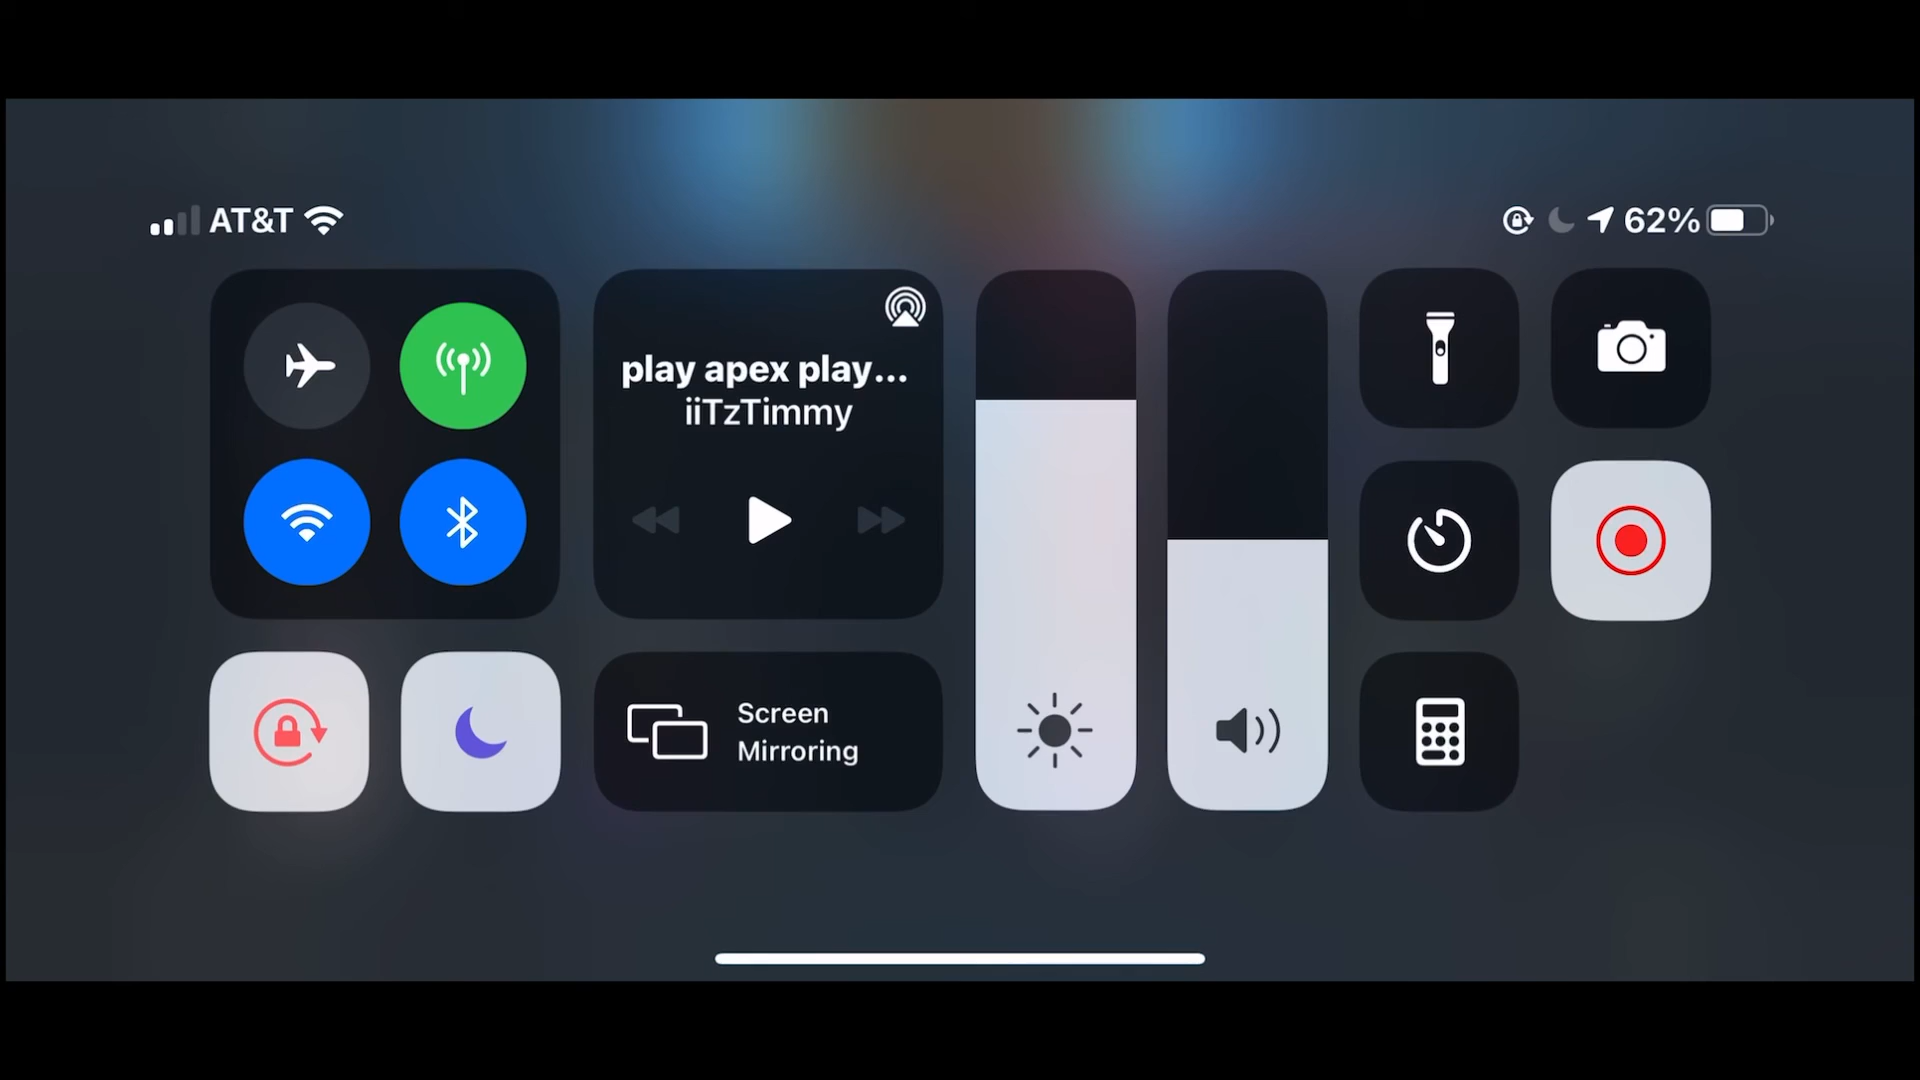 AT&T
62%
play apex play...
iiTzTimmy
Screen
Mirroring